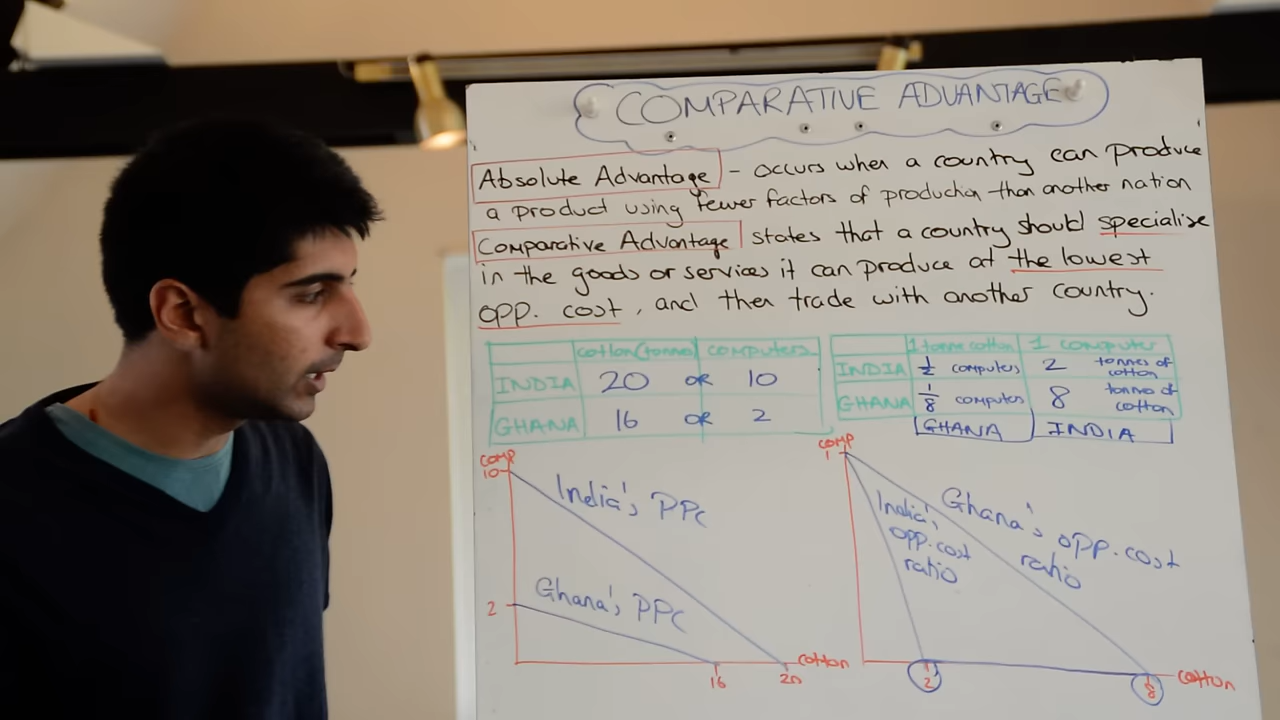 COMPARATIVE ADVANTAGE
Absolute Advantage - occurs when a country can produce
a product using fewer factors of production than another nation
Comparative Advantage states that a country should specialise
in the goods or services it can produce at the lowest
opp. cost, and then trade with another country.
cotton(tonne) computers
INDIA 20 OR 10
GHANA 16 OR 2
1 tonne cotton 1 computer
INDIA 1/2 computers 2 tonnes of cotton
GHANA 1/8 computers 8 tonnes of cotton
GHANA INDIA
comp
10
India's PPC
2
Ghana's PPC
16 20 cotton
comp
1
India's opp. cost ratio
Ghana's opp. cost ratio
2 8 cotton